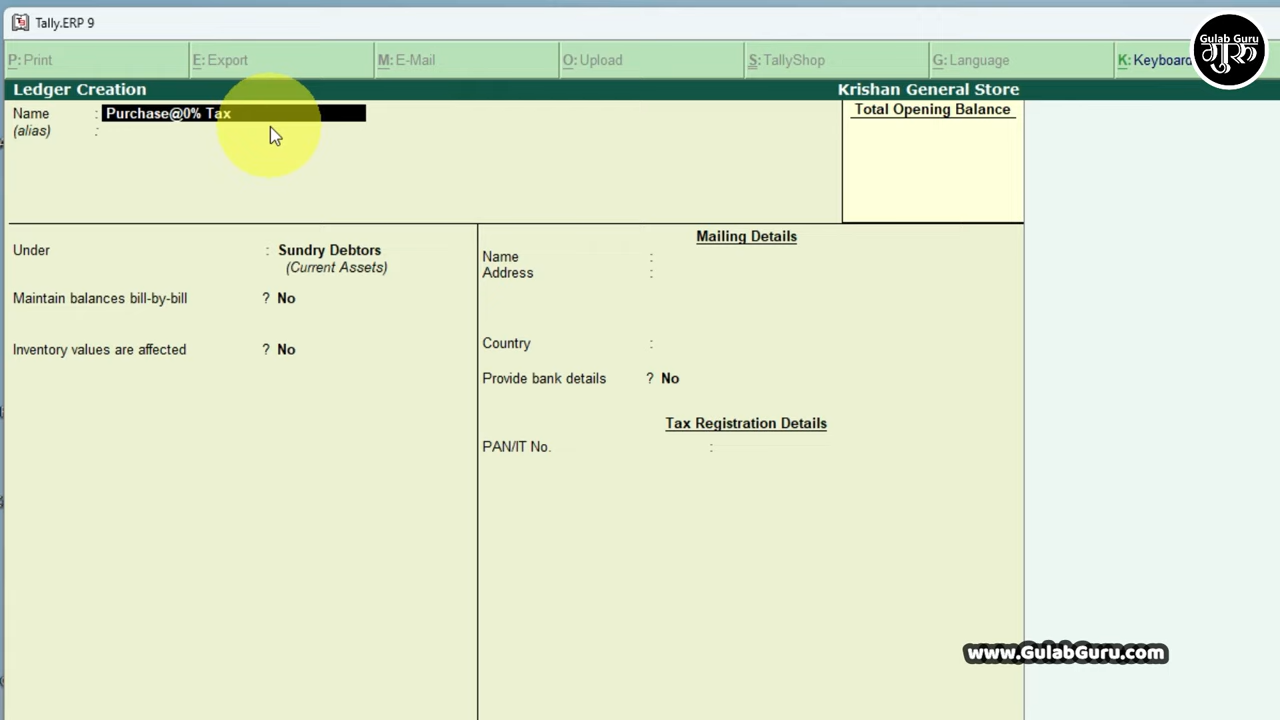 Tally.ERP 9
P: Print E: Export M: E-Mail O: Upload S: TallyShop G: Language K: Keyboard
Gulab Guru
गुरु
Ledger Creation Krishan General Store
Name : Purchase@0% Tax
(alias) :
Total Opening Balance
Under : Sundry Debtors
(Current Assets)
Maintain balances bill-by-bill ? No
Inventory values are affected ? No
Mailing Details
Name :
Address :
Country :
Provide bank details ? No
Tax Registration Details
PAN/IT No. :
www.GulabGuru.com